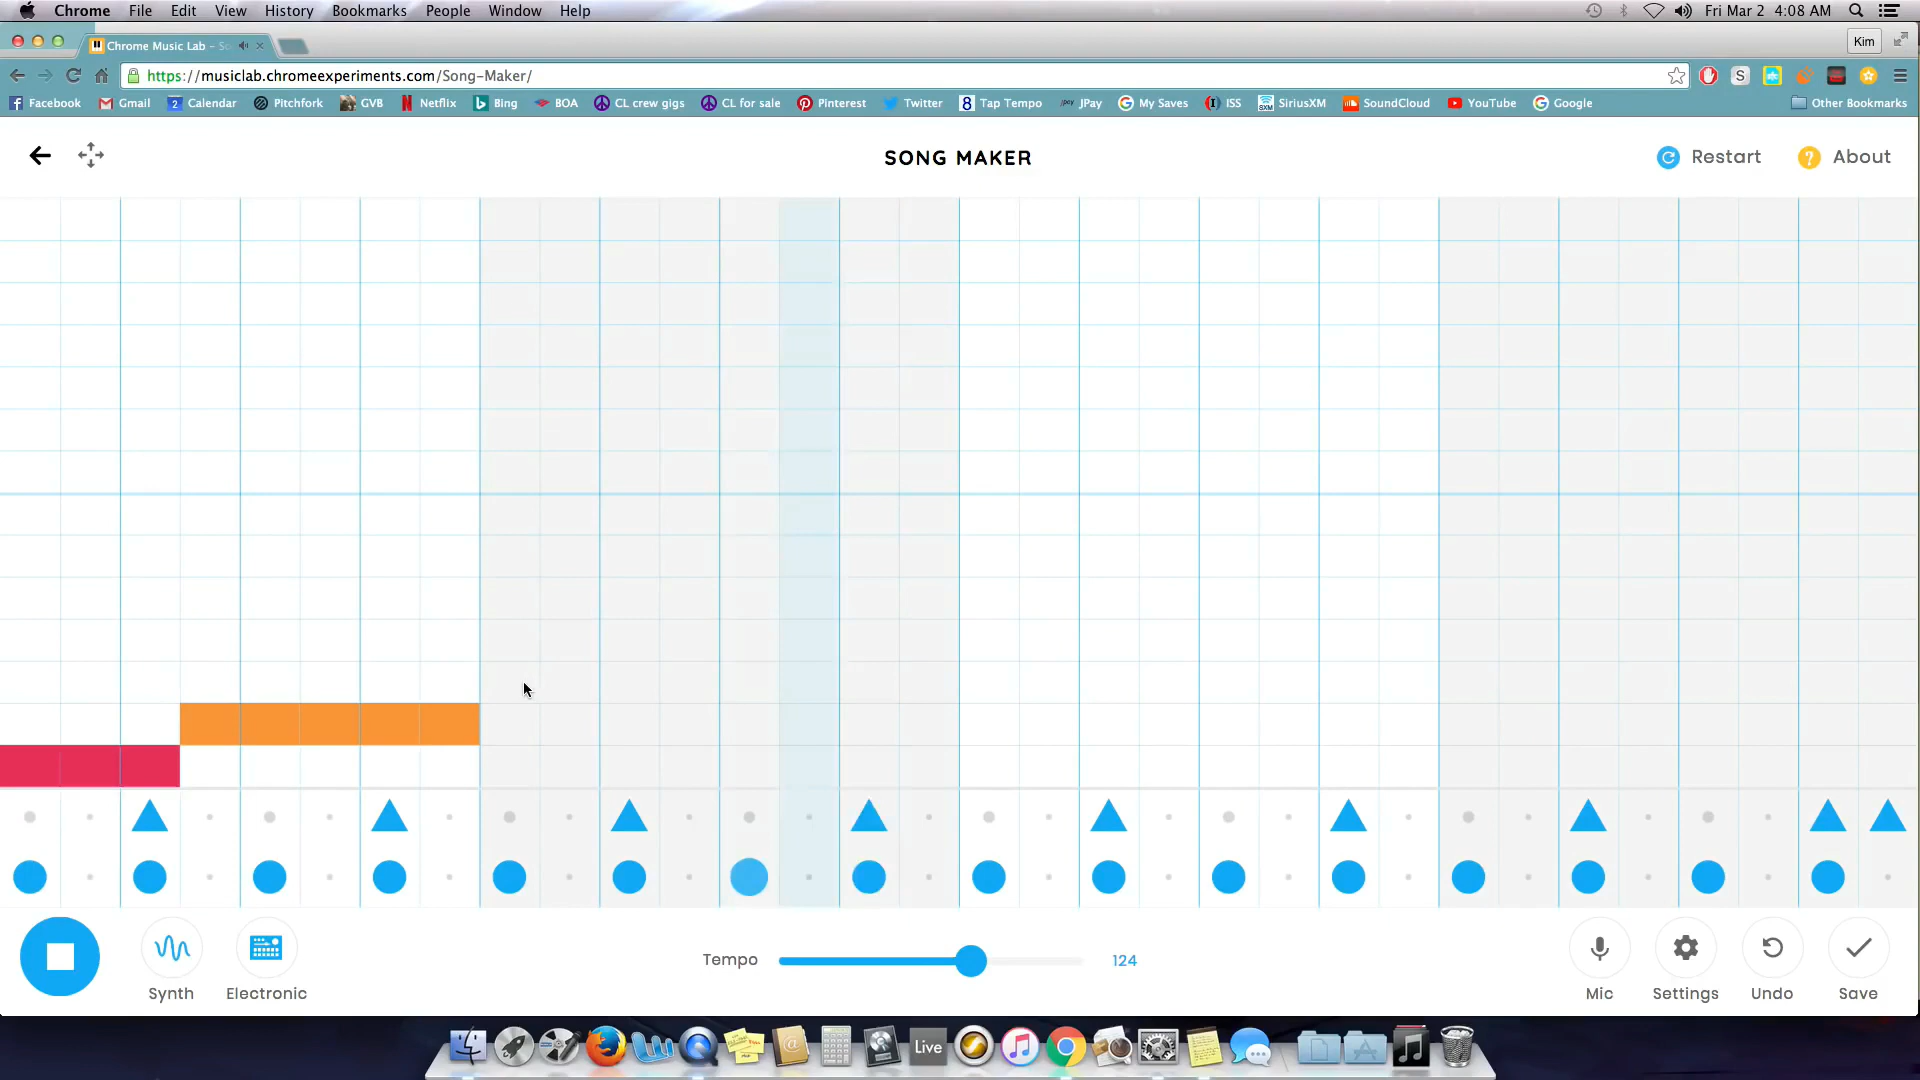 Chrome File Edit View History Bookmarks People Window Help Fri Mar 2 4:08 AM
Chrome Music Lab - Kim
https://musiclab.chromeexperiments.com/Song-Maker/ S
Facebook Gmail 2 Calendar Pitchfork GVB Netflix Bing BOA CL crew gigs CL for sale Pinterest Twitter 8 Tap Tempo JPay My Saves ISS SiriusXM SoundCloud YouTube Google Other Bookmarks
SONG MAKER
Restart ? About
Tempo 124
Synth Electronic Mic Settings Undo Save
Live